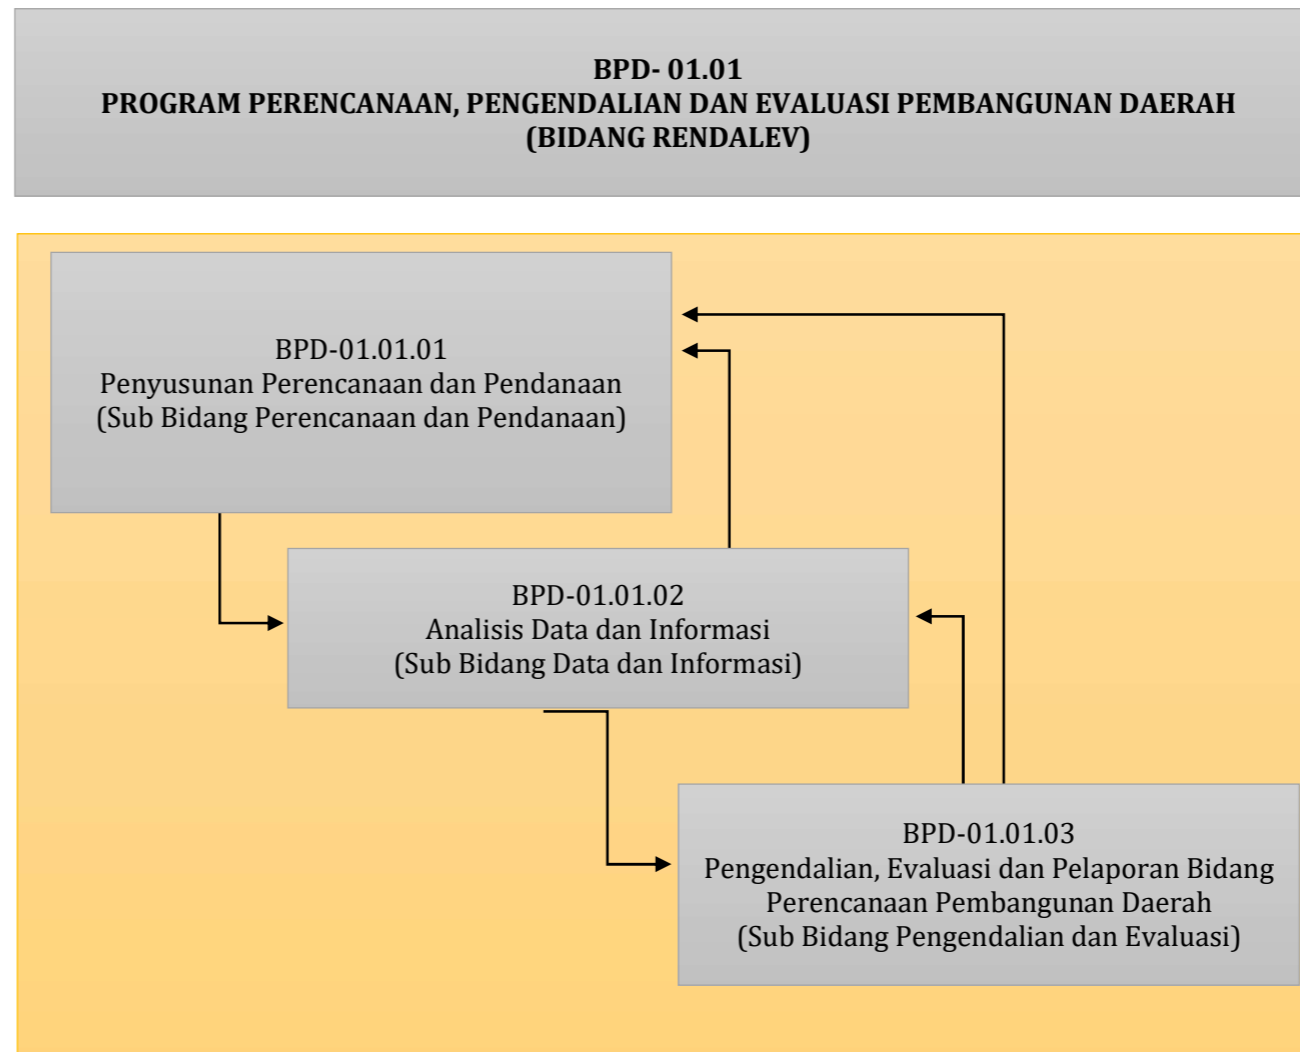 BPD- 01.01
PROGRAM PERENCANAAN, PENGENDALIAN DAN EVALUASI PEMBANGUNAN DAERAH
(BIDANG RENDALEV)
BPD-01.01.01
Penyusunan Perencanaan dan Pendanaan
(Sub Bidang Perencanaan dan Pendanaan)
BPD-01.01.02
Analisis Data dan Informasi
(Sub Bidang Data dan Informasi)
BPD-01.01.03
Pengendalian, Evaluasi dan Pelaporan Bidang
Perencanaan Pembangunan Daerah
(Sub Bidang Pengendalian dan Evaluasi)